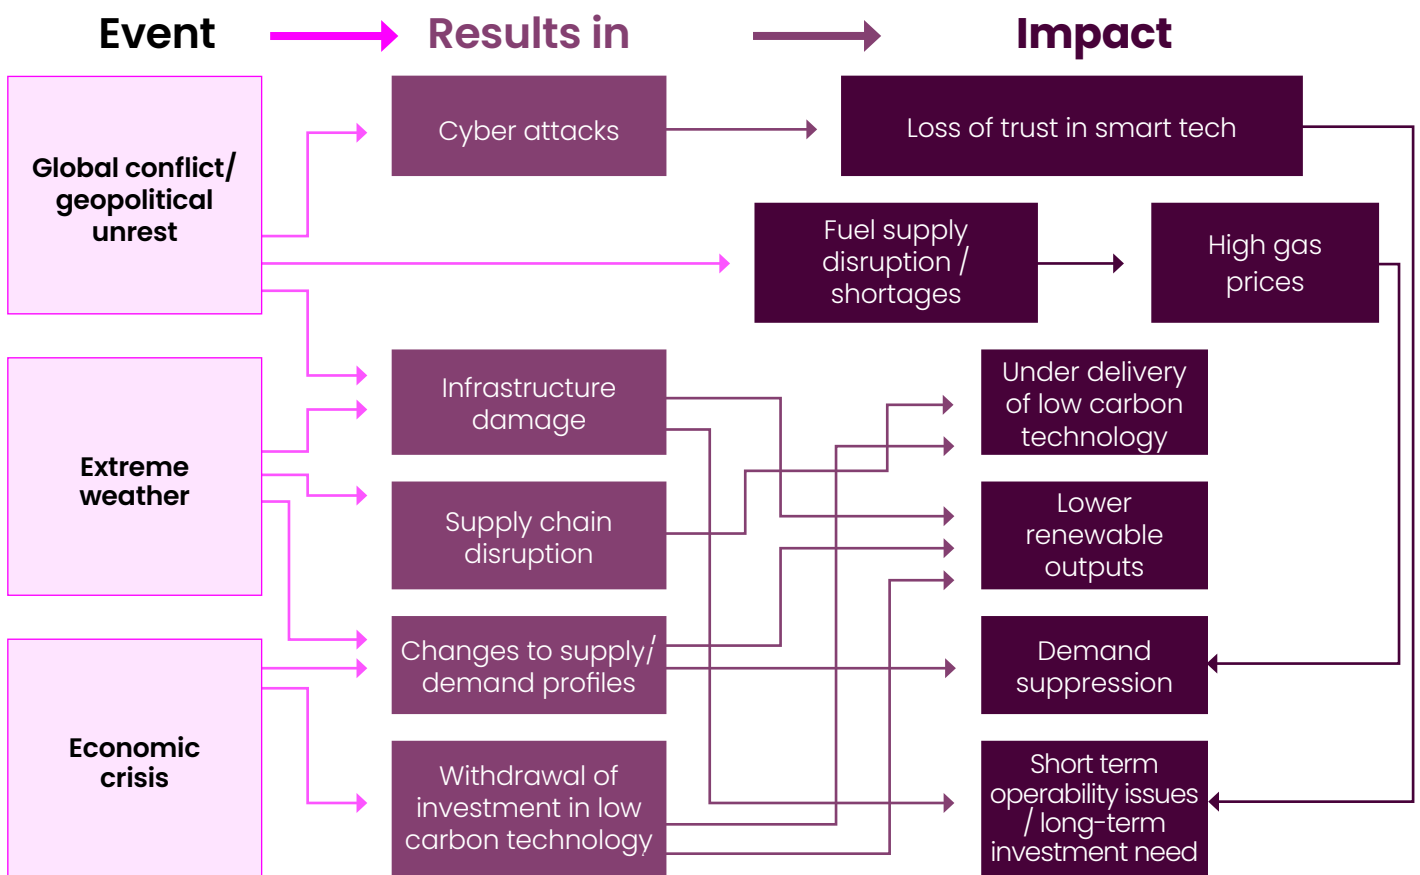 Event
Results in
Impact
Global conflict/
geopolitical
unrest
Cyber attacks
Loss of trust in smart tech
Fuel supply
disruption /
shortages
High gas
prices
Extreme
weather
Infrastructure
damage
Under delivery
of low carbon
technology
Supply chain
disruption
Lower
renewable
outputs
Economic
crisis
Changes to supply/
demand profiles
Demand
suppression
Withdrawal of
investment in low
carbon technology
Short term
operability issues
/ long-term
investment need